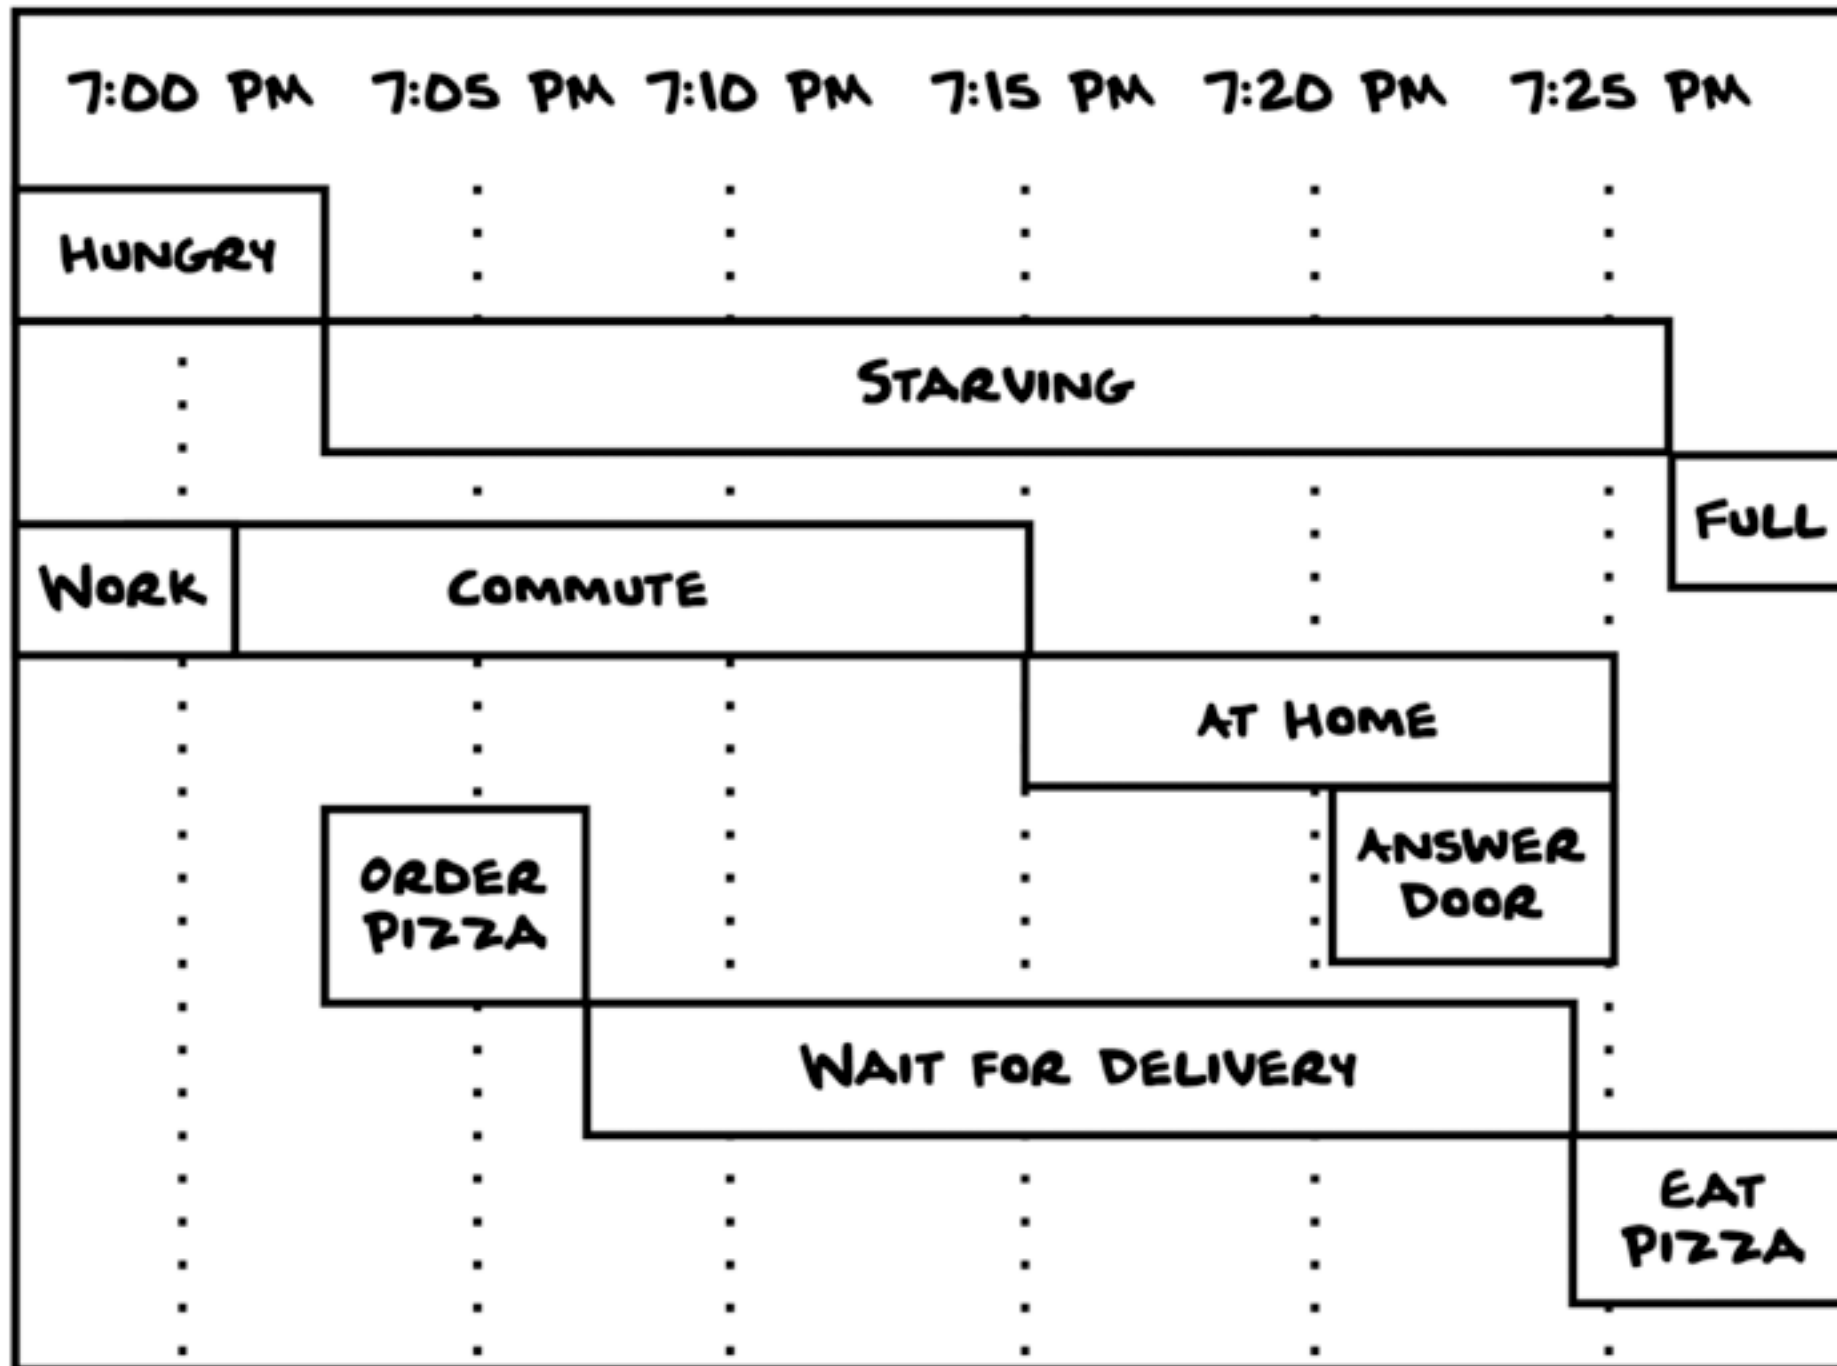 7:00 PM 7:05 PM 7:10 PM 7:15 PM 7:20 PM 7:25 PM
HUNGRY
STARVING
FULL
WORK COMMUTE
AT HOME
ANSWER
DOOR
ORDER
PIZZA
WAIT FOR DELIVERY
EAT
PIZZA